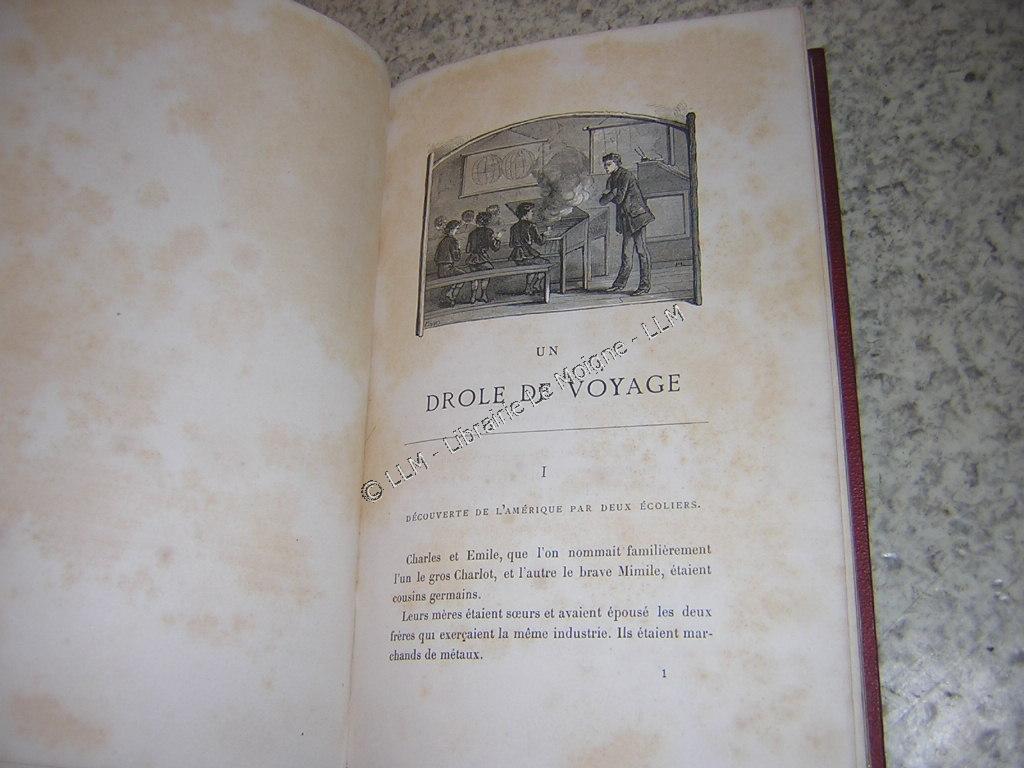 UN
DROLE DE VOYAGE
© LLM - Librairie Le Moigne - LLM
I
DÉCOUVERTE DE L'AMÉRIQUE PAR DEUX ÉCOLIERS.
Charles et Emile, que l'on nommait familièrement
l'un le gros Charlot, et l'autre le brave Mimile, étaient
cousins germains.
Leurs mères étaient sœurs et avaient épousé les deux
frères qui exerçaient la même industrie. Ils étaient mar-
chands de métaux.
1